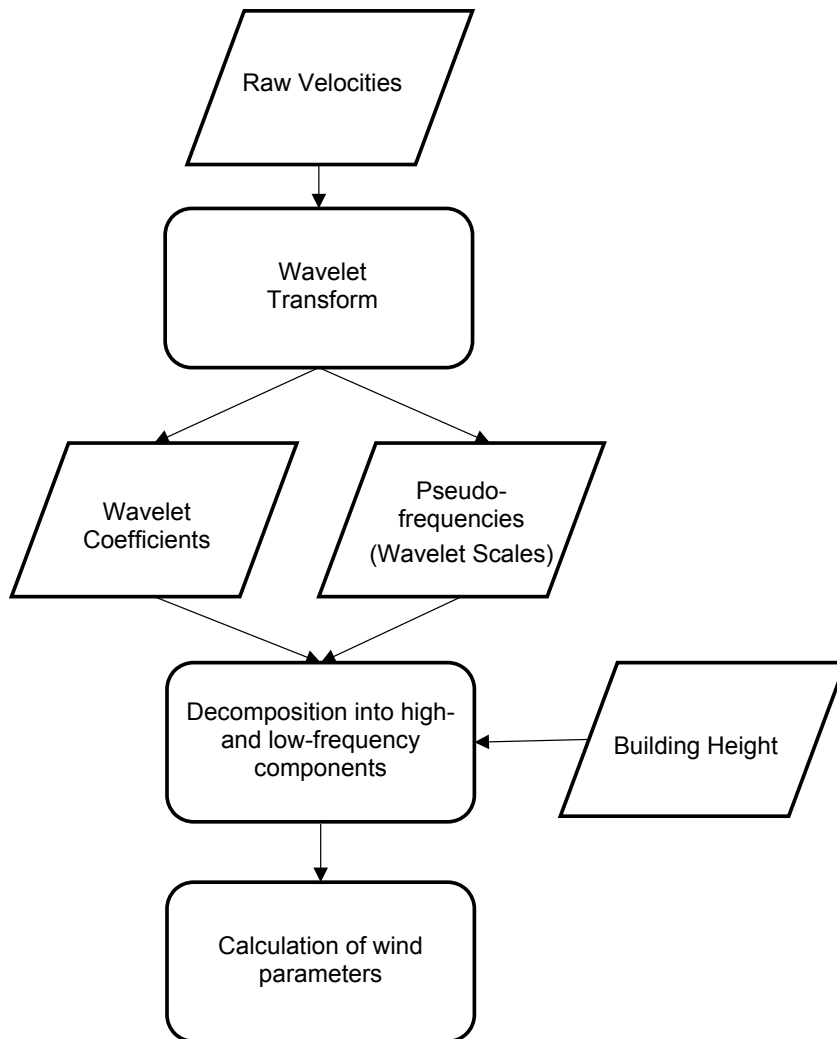 Raw Velocities
Wavelet
Transform
Wavelet
Coefficients
Pseudo-
frequencies
(Wavelet Scales)
Decomposition into high-
and low-frequency
components
Building Height
Calculation of wind
parameters